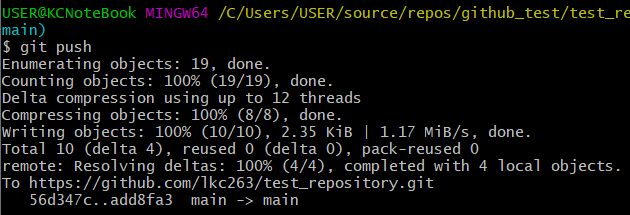 USER@KCNoteBook MINGW64 /C/Users/USER/source/repos/github_test/test_re
main)
$ git push
Enumerating objects: 19, done.
Counting objects: 100% (19/19), done.
Delta compression using up to 12 threads
Compressing objects: 100% (8/8), done.
Writing objects: 100% (10/10), 2.35 KiB | 1.17 MiB/s, done.
Total 10 (delta 4), reused 0 (delta 0), pack-reused 0
remote: Resolving deltas: 100% (4/4), completed with 4 local objects.
To https://github.com/lkc263/test_repository.git
   56d347c..add8fa3  main -> main